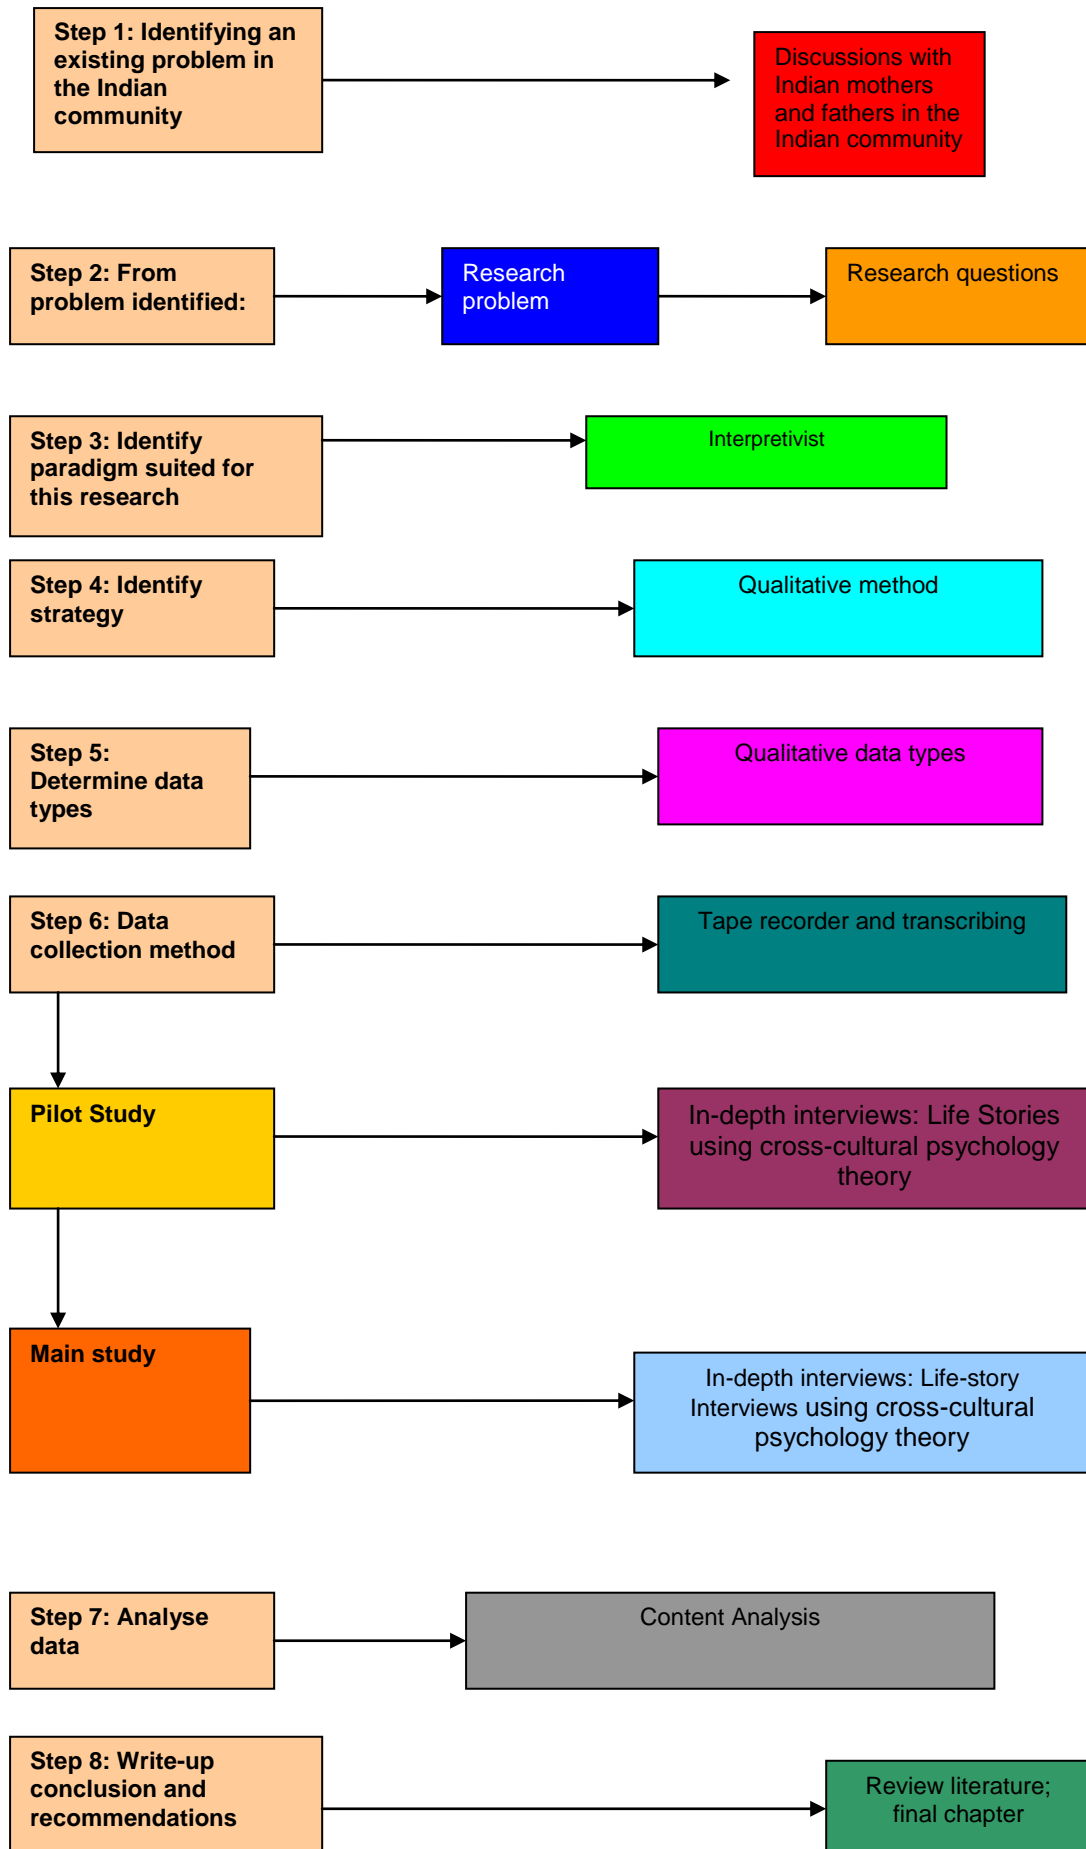 Step 1: Identifying an
existing problem in
the Indian
community
Discussions with
Indian mothers
and fathers in the
Indian community
Step 2: From
problem identified:
Research
problem
Research questions
Step 3: Identify
paradigm suited for
this research
Interpretivist
Step 4: Identify
strategy
Qualitative method
Step 5:
Determine data
types
Qualitative data types
Step 6: Data
collection method
Tape recorder and transcribing
Pilot Study
In-depth interviews: Life Stories
using cross-cultural psychology
theory
Main study
In-depth interviews: Life-story
Interviews using cross-cultural
psychology theory
Step 7: Analyse
data
Content Analysis
Step 8: Write-up
conclusion and
recommendations
Review literature;
final chapter